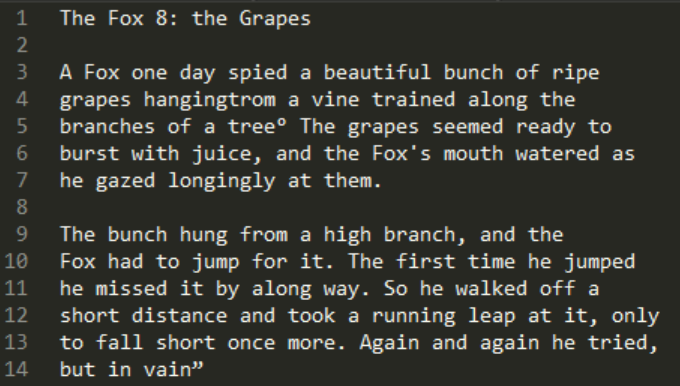 1 The Fox 8: the Grapes
2
3 A Fox one day spied a beautiful bunch of ripe
4 grapes hangingtrom a vine trained along the
5 branches of a tree° The grapes seemed ready to
6 burst with juice, and the Fox's mouth watered as
7 he gazed longingly at them.
8
9 The bunch hung from a high branch, and the
10 Fox had to jump for it. The first time he jumped
11 he missed it by along way. So he walked off a
12 short distance and took a running leap at it, only
13 to fall short once more. Again and again he tried,
14 but in vain”